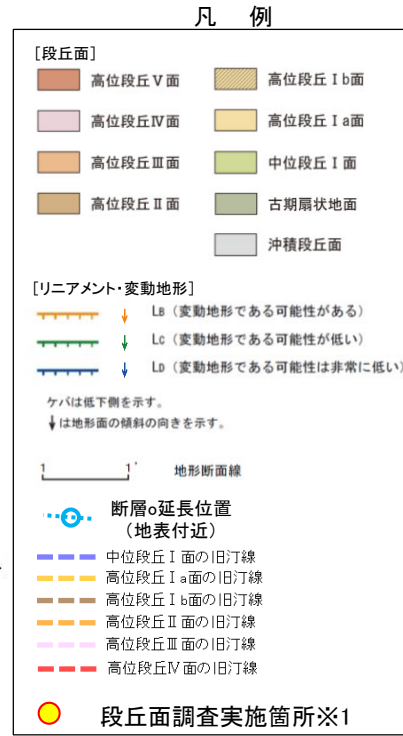 凡 例
[段丘面]
高位段丘Ⅴ面
高位段丘Ⅳ面
高位段丘Ⅲ面
高位段丘Ⅱ面
高位段丘Ⅰb面
高位段丘Ⅰa面
中位段丘Ⅰ面
古期扇状地面
沖積段丘面
[リニアメント・変動地形]
LB (変動地形である可能性がある)
LC (変動地形である可能性が低い)
LD (変動地形である可能性は非常に低い)
ケバは低下側を示す。
↓は地形面の傾斜の向きを示す。
1 1' 地形断面線
断層o延長位置
(地表付近)
中位段丘Ⅰ面の旧汀線
高位段丘Ⅰa面の旧汀線
高位段丘Ⅰb面の旧汀線
高位段丘Ⅱ面の旧汀線
高位段丘Ⅲ面の旧汀線
高位段丘Ⅳ面の旧汀線
段丘面調査実施箇所※1